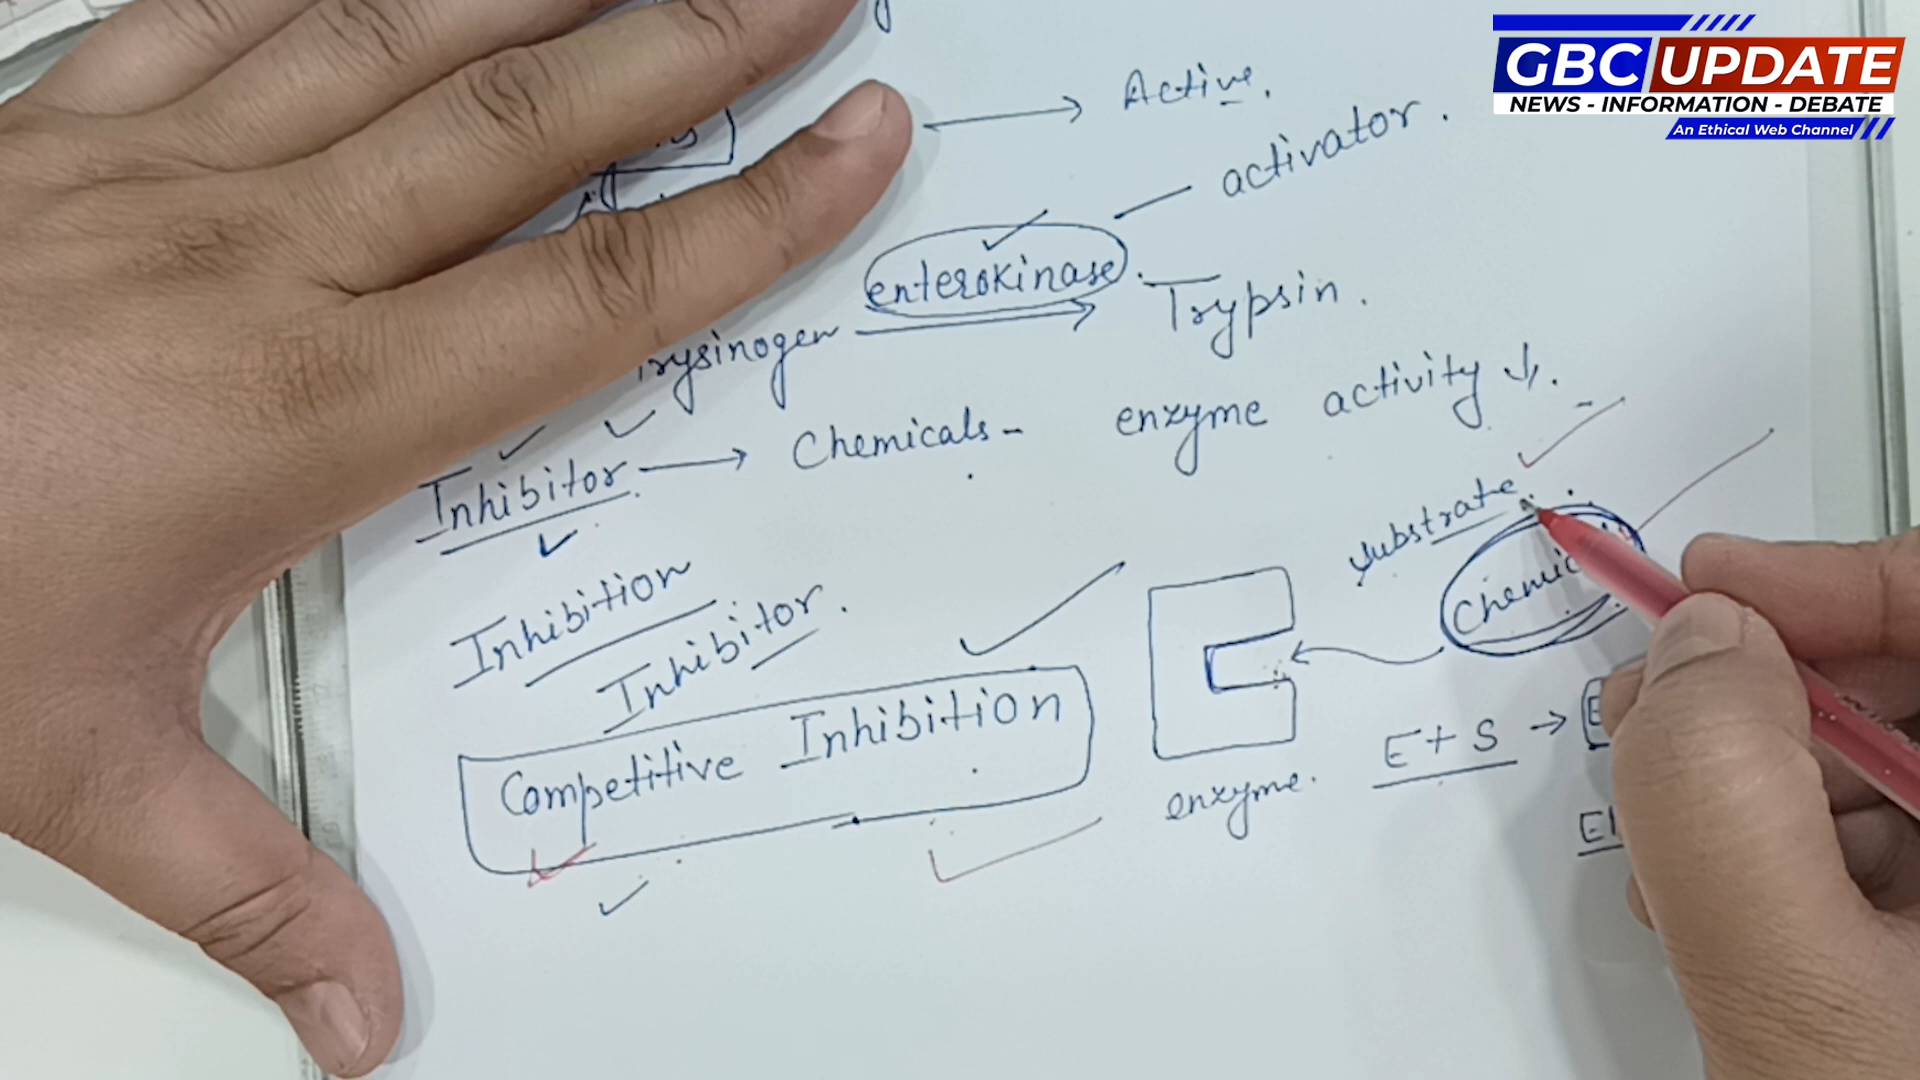 GBC UPDATE
NEWS - INFORMATION - DEBATE
An Ethical Web Channel
Active.
activator.
enterokinase.
Trysinogen → Trypsin.
Inhibitor → Chemicals - enzyme activity ↓.
Inhibition
Inhibitor.
substrate
Competitive Inhibition
enzyme.
E + S →